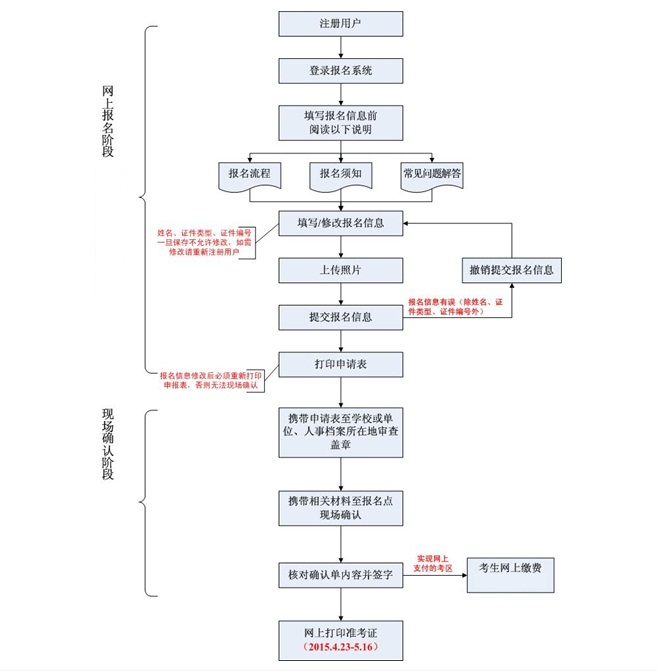 注册用户
登录报名系统
网上报名阶段
填写报名信息前
阅读以下说明
报名流程
报名须知
常见问题解答
填写/修改报名信息
姓名、证件类型、证件编号
一旦保存不允许修改，如需
修改请重新注册用户
上传照片
撤销提交报名信息
报名信息有误（除姓名、证
件类型、证件编号外）
提交报名信息
打印申请表
报名信息修改后必须重新打印
申报表，否则无法现场确认
现场确认阶段
携带申请表至学校或单
位、人事档案所在地审查
盖章
携带相关材料至报名点
现场确认
核对确认单内容并签字
实现网上
支付的考区
考生网上缴费
网上打印准考证
（2015.4.23-5.16）